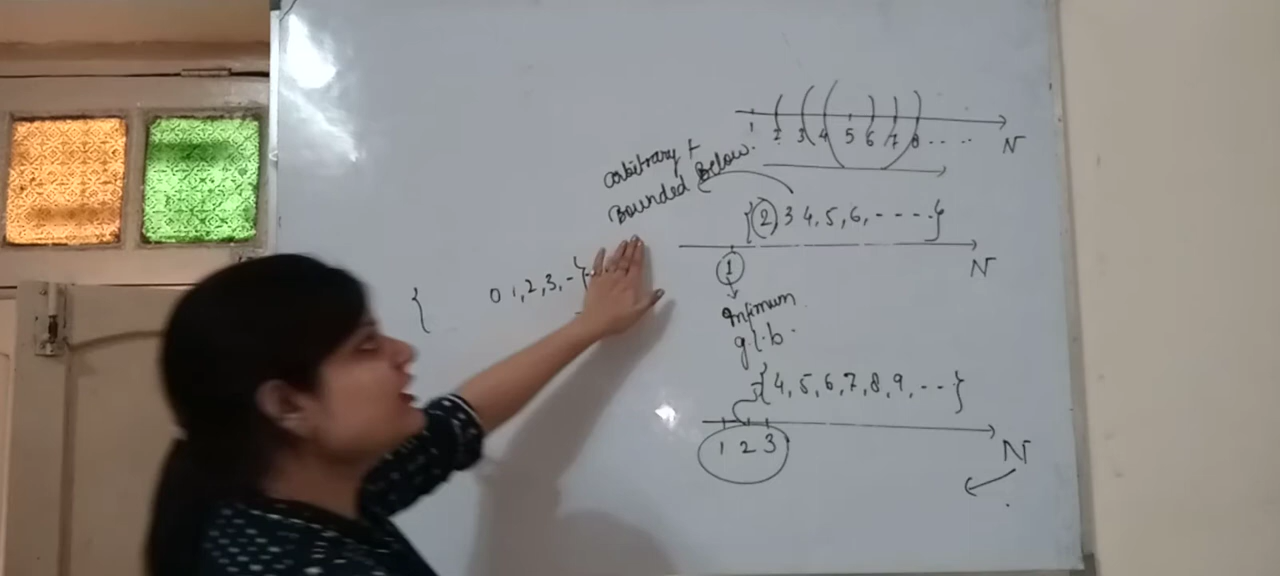 1 2 3 4 5 6 7 8 .... .. N
arbitrary +
Bounded Below.
{2, 3 4, 5, 6, - - - - }
N
1
{ 0 1, 2, 3, - }
Infimum
g.l.b.
{4, 5, 6, 7, 8, 9, - - }
1 2 3
N